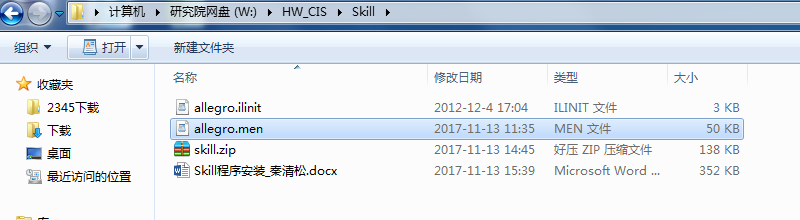 计算机 研究院网盘 (W:) HW_CIS Skill
组织 打开 新建文件夹
名称 修改日期 类型 大小
收藏夹
2345下载
下载
桌面
最近访问的位置
allegro.ilinit 2012-12-4 17:04 ILINIT 文件 3 KB
allegro.men 2017-11-13 11:35 MEN 文件 50 KB
skill.zip 2017-11-13 14:45 好压 ZIP 压缩文件 138 KB
Skill程序安装_秦清松.docx 2017-11-13 15:39 Microsoft Word ... 352 KB